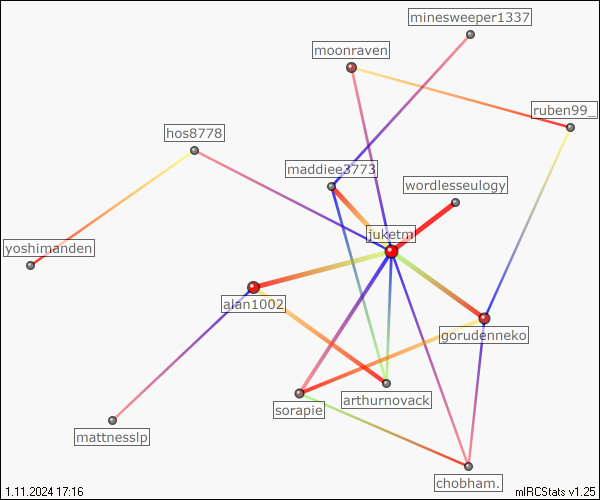 minesweeper1337
moonraven
ruben99_
hos8778
maddiee3773
wordlesseulogy
juketm
yoshimanden
alan1002
gorudenneko
sorapie
arthurnovack
mattnesslp
chobham.
1.11.2024 17:16
mIRCStats v1.25